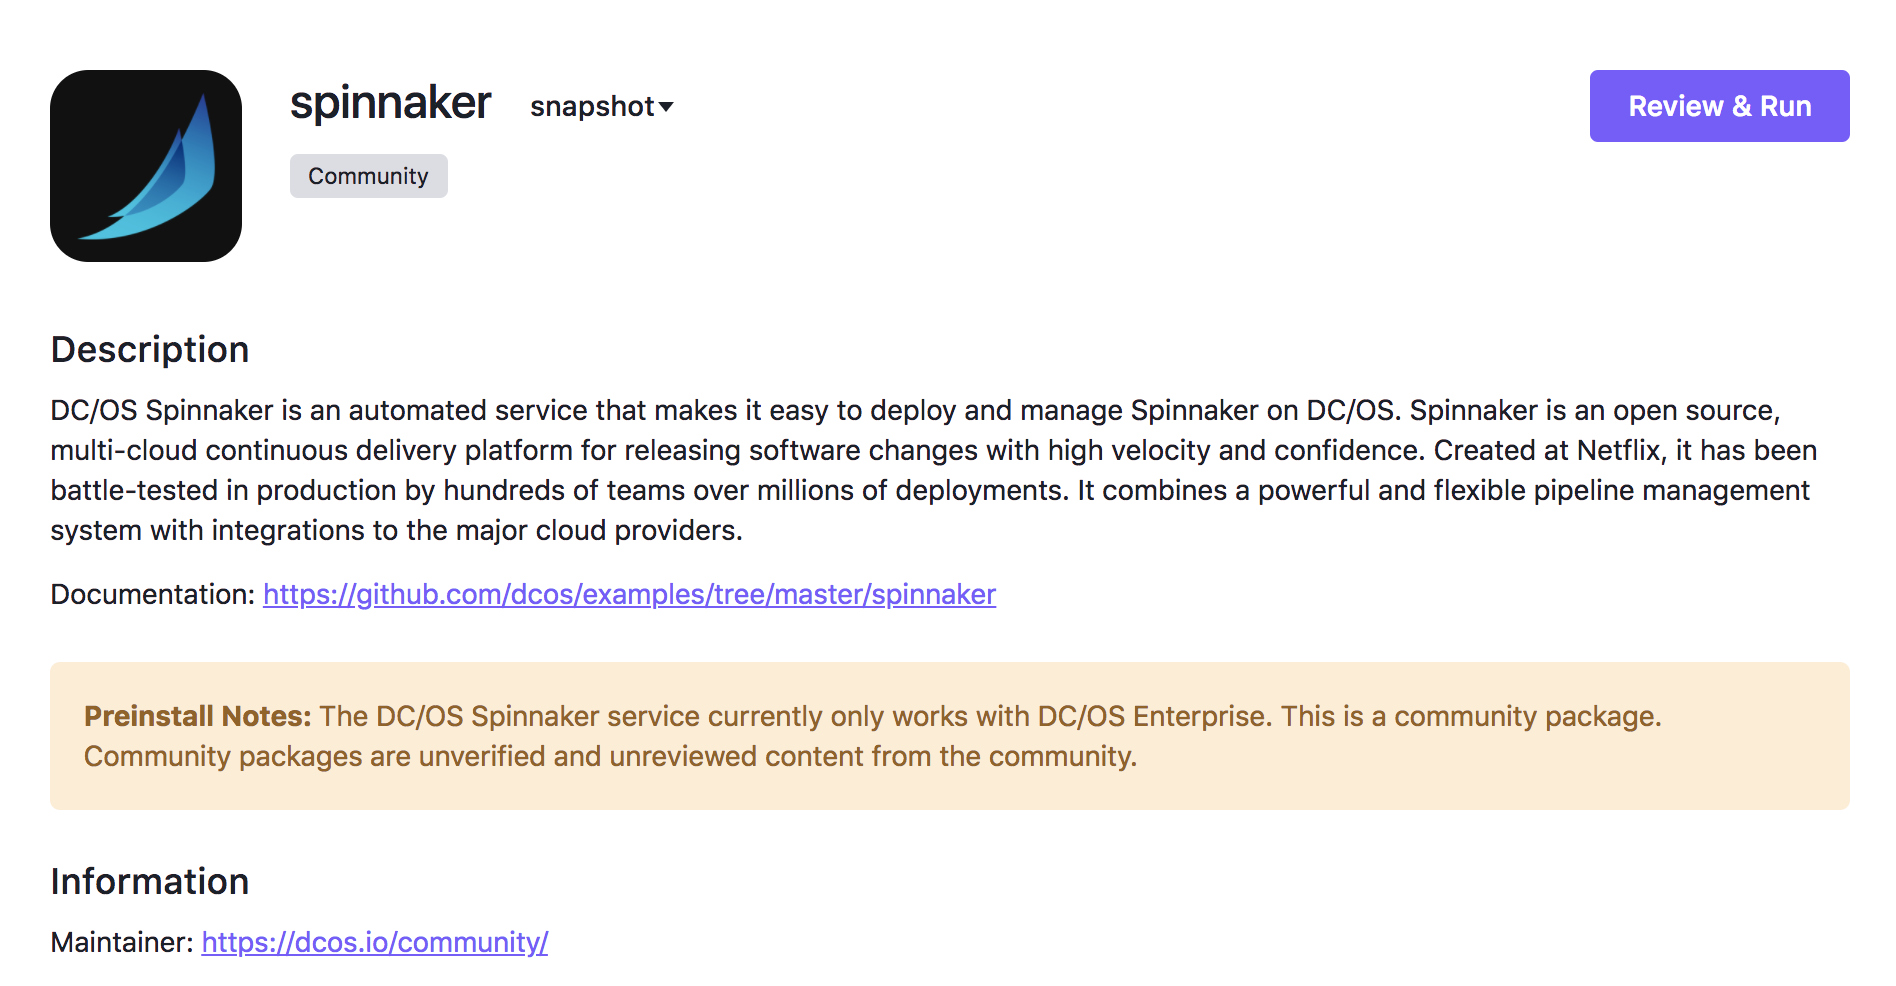 spinnaker
snapshot
Review & Run
Community
Description
DC/OS Spinnaker is an automated service that makes it easy to deploy and manage Spinnaker on DC/OS. Spinnaker is an open source,
multi-cloud continuous delivery platform for releasing software changes with high velocity and confidence. Created at Netflix, it has been
battle-tested in production by hundreds of teams over millions of deployments. It combines a powerful and flexible pipeline management
system with integrations to the major cloud providers.
Documentation: https://github.com/dcos/examples/tree/master/spinnaker
Preinstall Notes: The DC/OS Spinnaker service currently only works with DC/OS Enterprise. This is a community package.
Community packages are unverified and unreviewed content from the community.
Information
Maintainer: https://dcos.io/community/